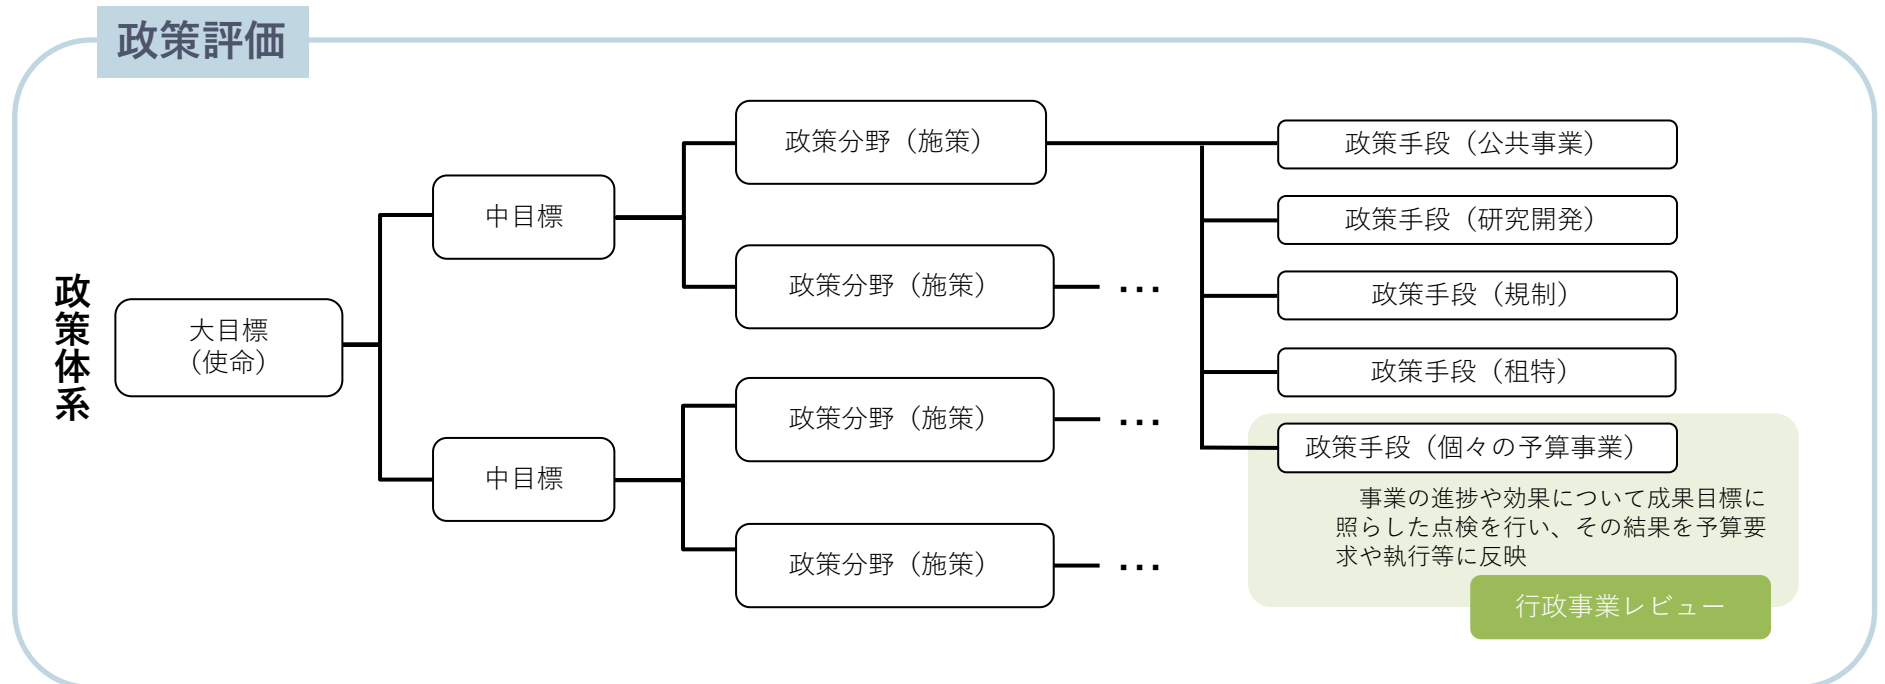 政策評価
政策体系
大目標
（使命）
中目標
中目標
政策分野（施策）
政策分野（施策）
…
政策分野（施策）
…
政策分野（施策）
…
政策手段（公共事業）
政策手段（研究開発）
政策手段（規制）
政策手段（租特）
政策手段（個々の予算事業）
事業の進捗や効果について成果目標に
照らした点検を行い、その結果を予算要
求や執行等に反映
行政事業レビュー